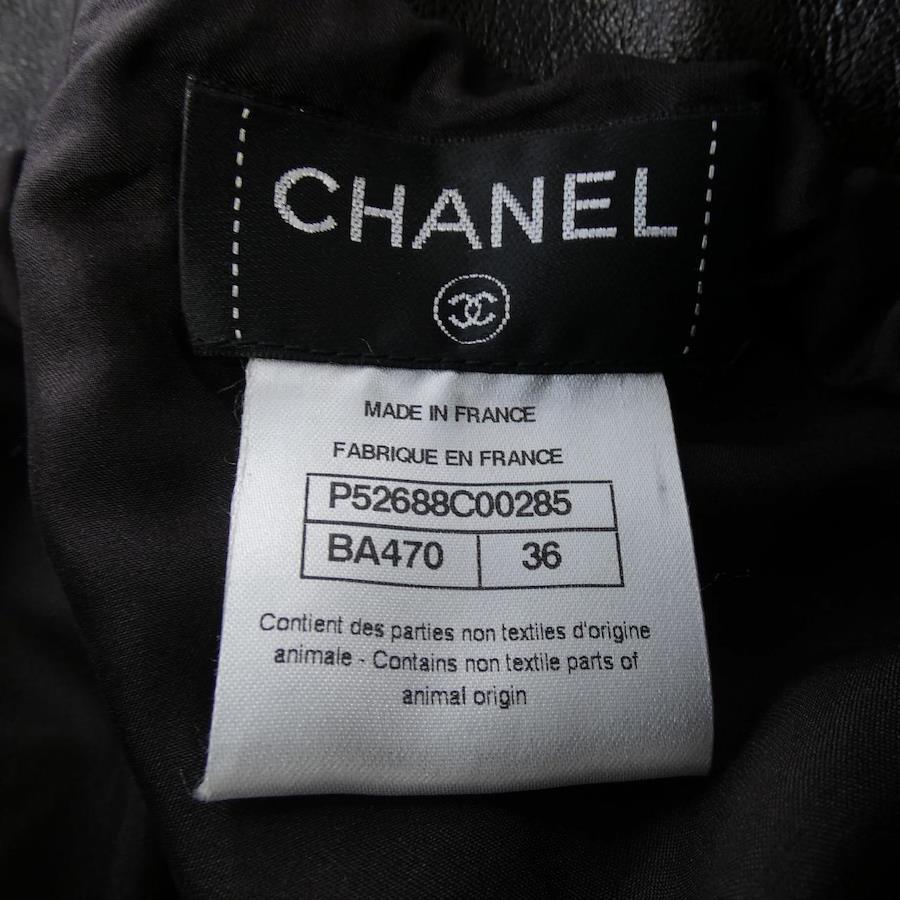 CHANEL
MADE IN FRANCE
FABRIQUE EN FRANCE
P52688C00285
BA470 36
Contient des parties non textiles d'origine
animale - Contains non textile parts of
animal origin